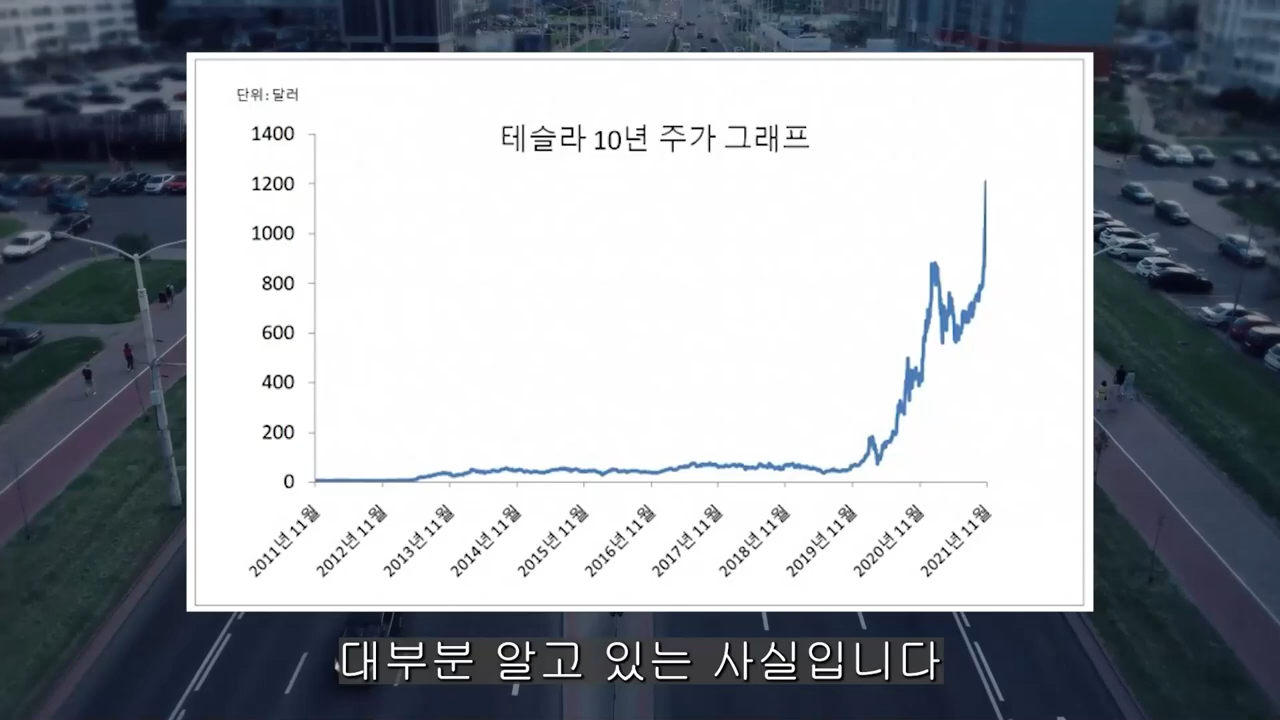 단위:달러
테슬라 10년 주가 그래프
1400
1200
1000
800
600
400
200
0
2011년 11월
2012년 11월
2013년 11월
2014년 11월
2015년 11월
2016년 11월
2017년 11월
2018년 11월
2019년 11월
2020년 11월
2021년 11월
대부분 알고 있는 사실입니다